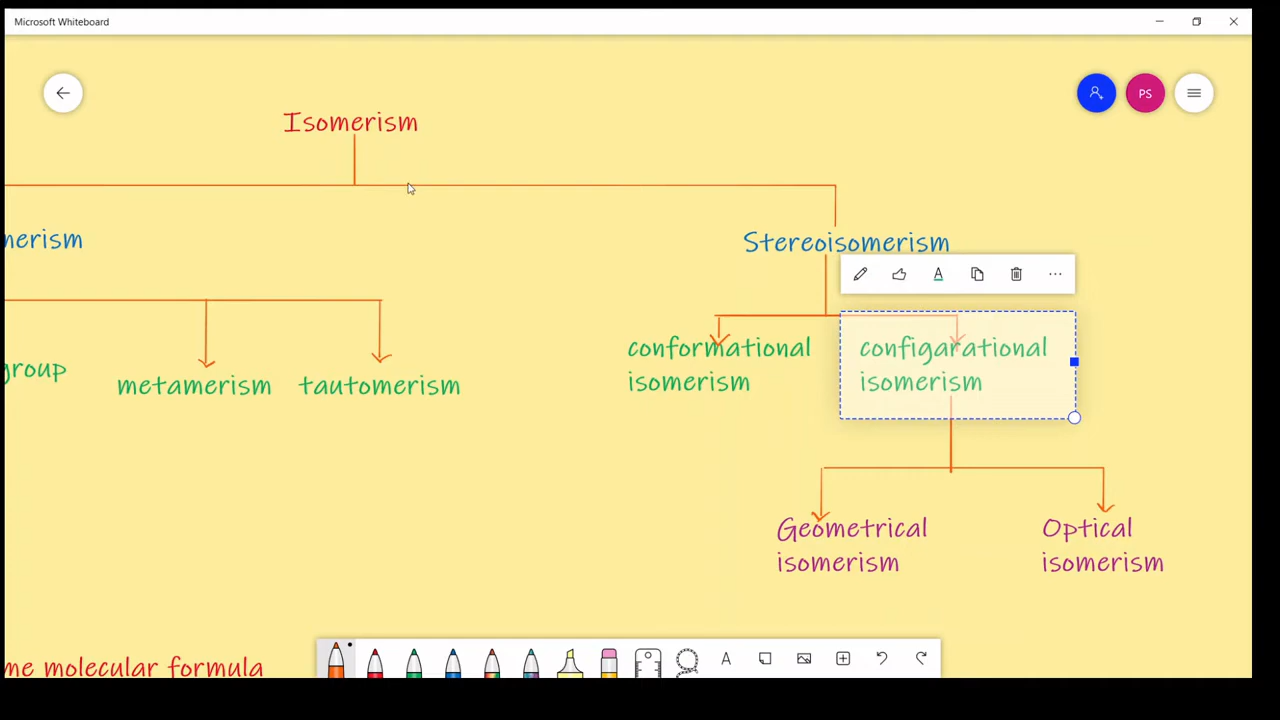 Microsoft Whiteboard
PS
Isomerism
nerism
Stereoisomerism
A
group
metamerism
tautomerism
conformational
isomerism
configarational
isomerism
Geometrical
isomerism
Optical
isomerism
me molecular formula
A